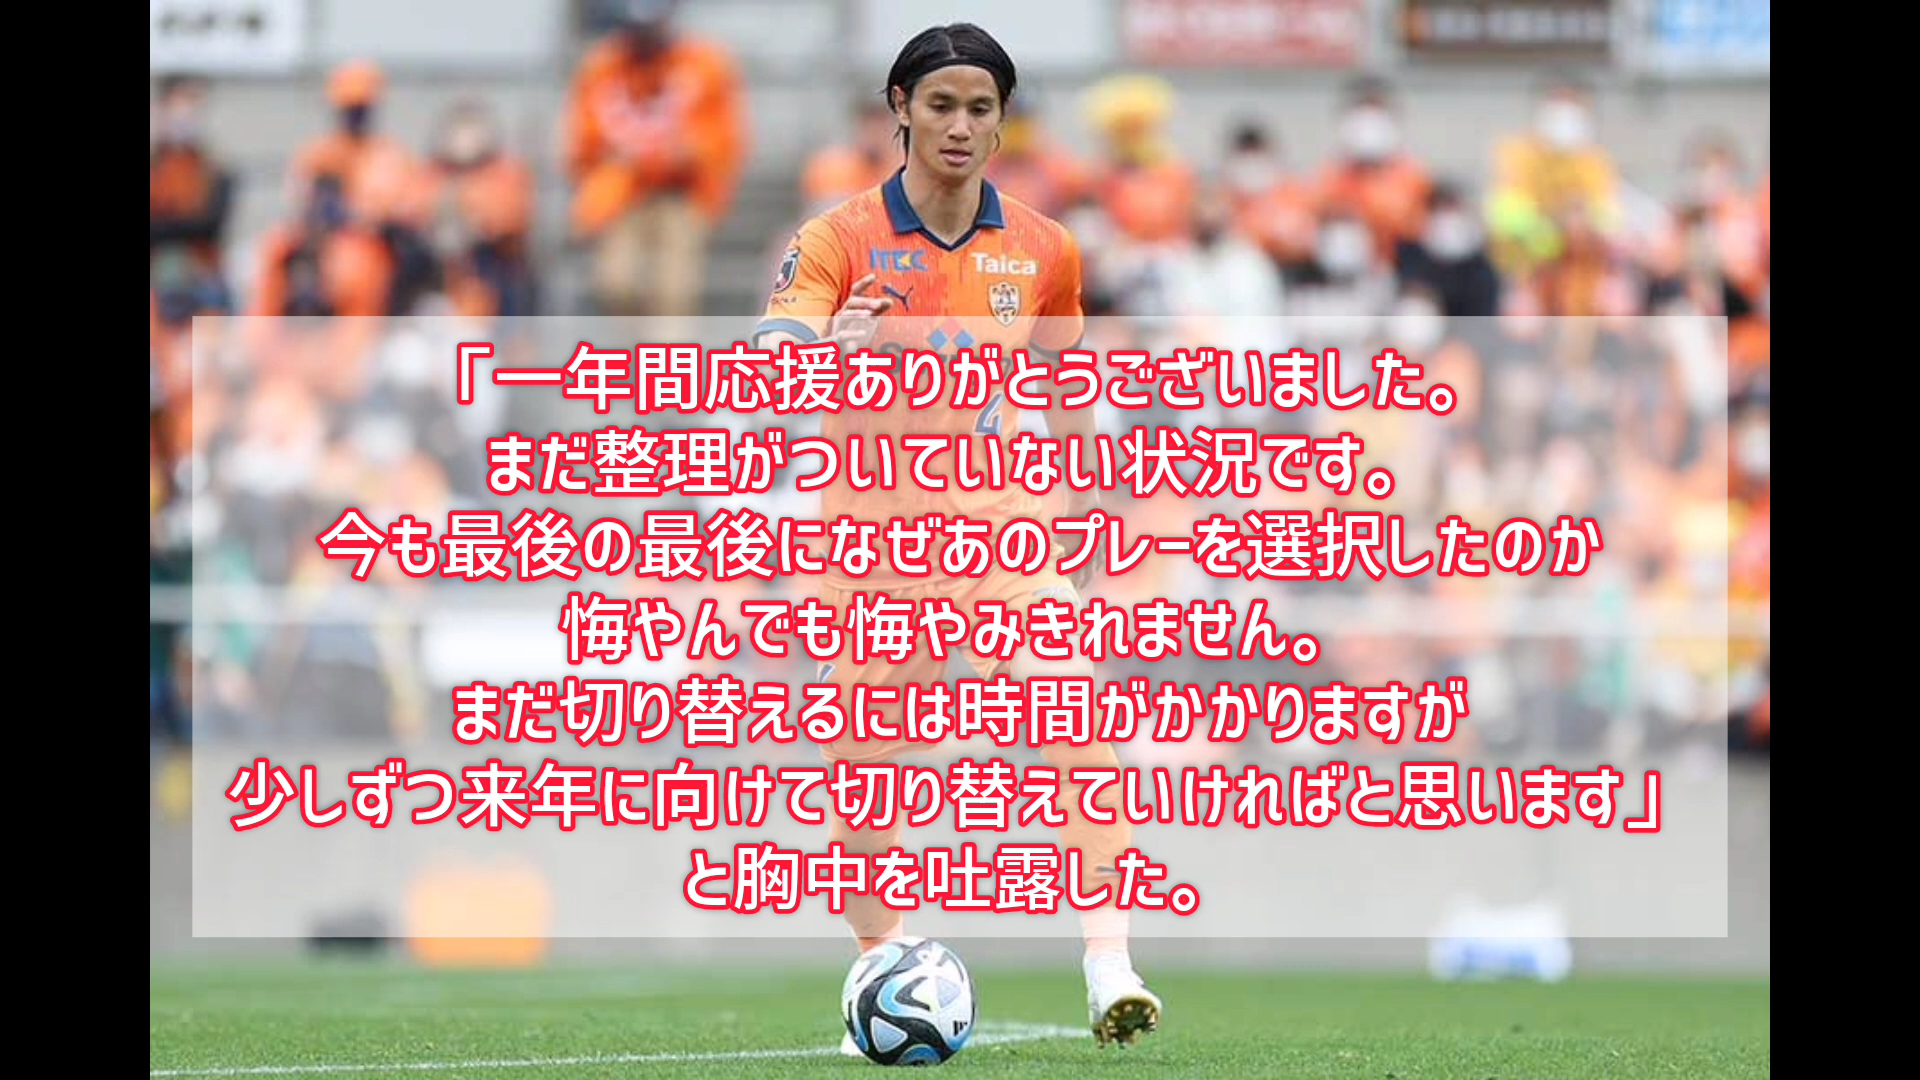 ITEC
Taica
「一年間応援ありがとうございました。
まだ整理がついていない状況です。
今も最後の最後になぜあのプレーを選択したのか
悔やんでも悔やみきれません。
まだ切り替えるには時間がかかりますが
少しずつ来年に向けて切り替えていければと思います」
と胸中を吐露した。